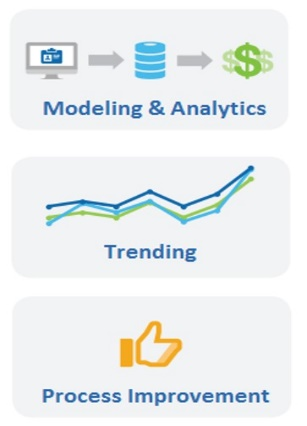 Modeling & Analytics
Trending
Process Improvement